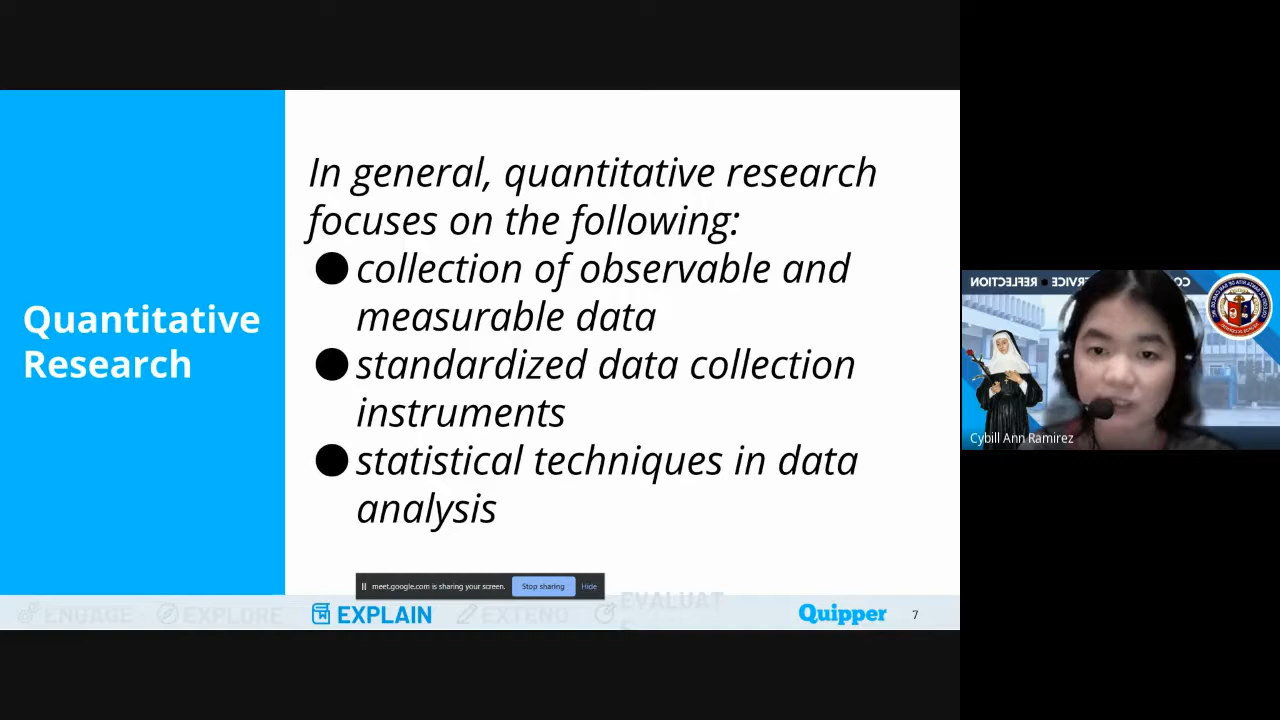 In general, quantitative research
focuses on the following:
● collection of observable and
measurable data
● standardized data collection
instruments
● statistical techniques in data
analysis
Quantitative
Research
REFLECTION
Cybill Ann Ramirez
meet.google.com is sharing your screen.
Stop sharing
Hide
ENGAGE
EXPLORE
EXPLAIN
EXTEND
EVALUAT
Quipper
7